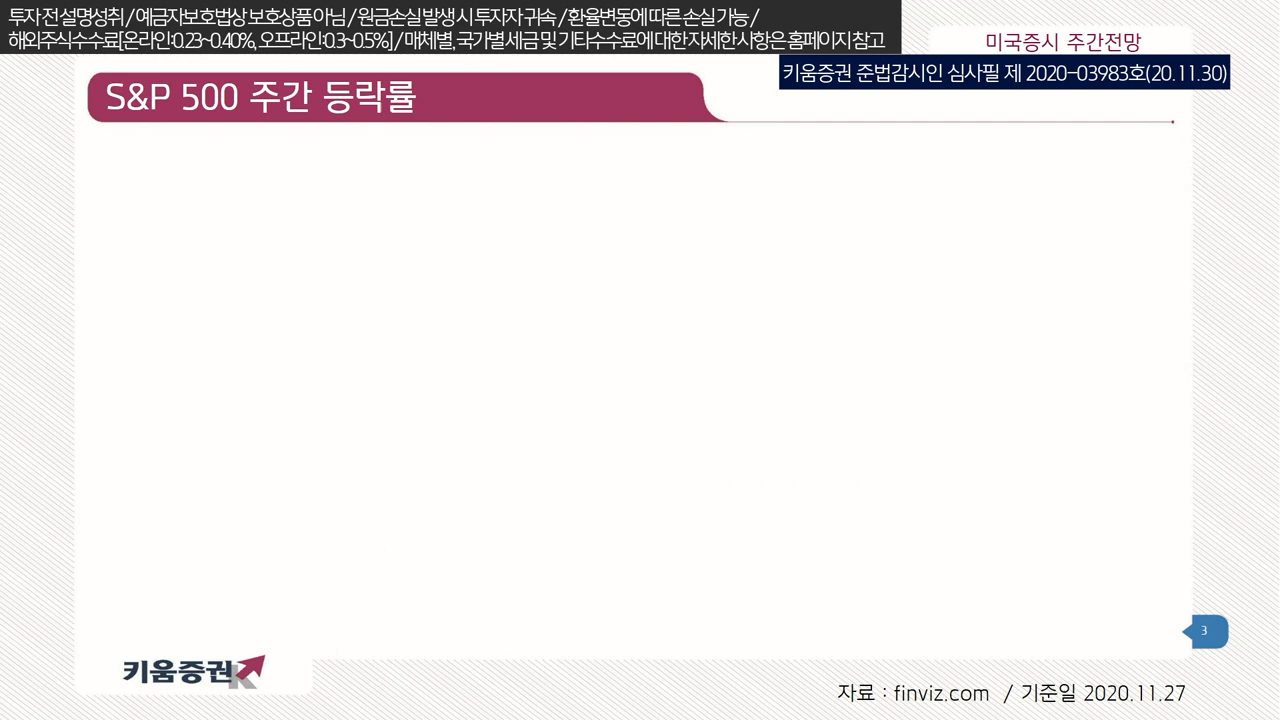 투자 전 설명성취 / 예금자보호법상 보호상품 아님 / 원금손실 발생 시 투자자 귀속 / 환율변동에 따른 손실 가능 /
해외주식수수료[온라인:0.23~0.40%, 오프라인:0.3~0.5%] / 매체별, 국가별 세금 및 기타수수료에 대한 자세한 사항은 홈페이지 참고
미국증시 주간전망
키움증권 준법감시인 심사필 제 2020-03983호(20.11.30)
S&P 500 주간 등락률
3
키움증권
자료 : finviz.com / 기준일 2020.11.27